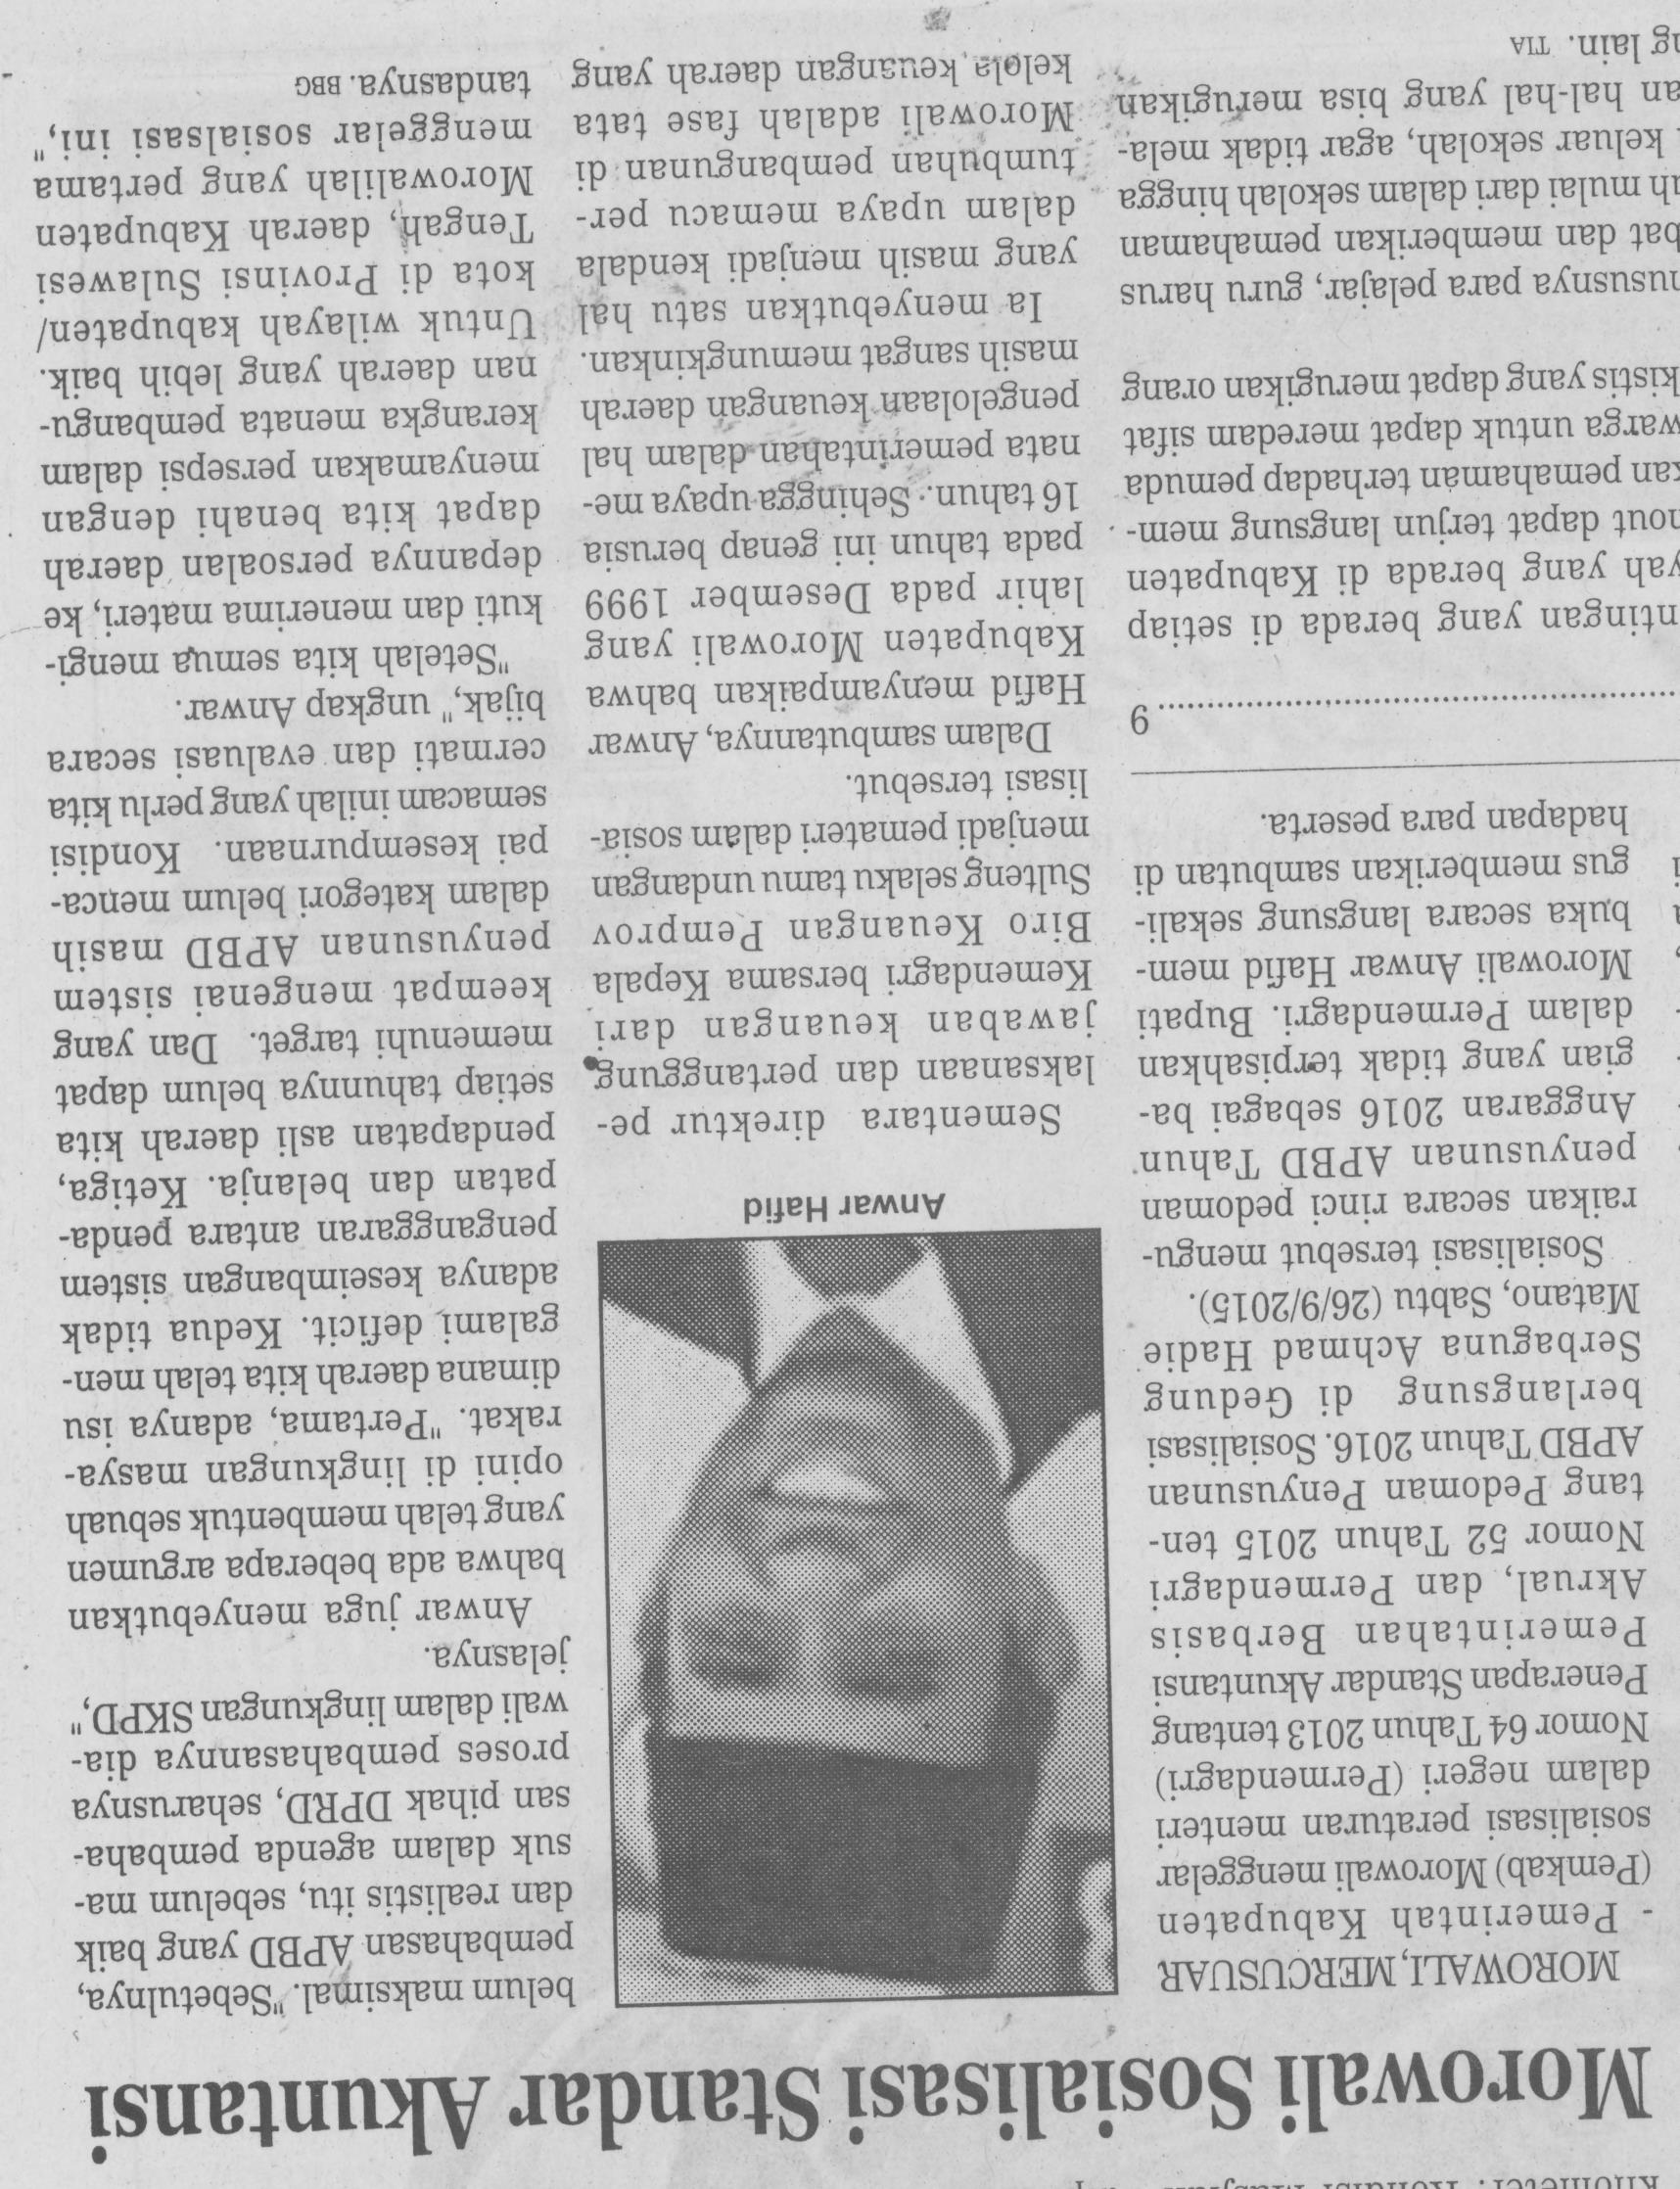 Morowali Sosialisasi Standar Akuntansi
MOROWALI, MERCUSUAR
- Pemerintah Kabupaten
(Pemkab) Morowali menggelar
sosialisasi peraturan menteri
dalam negeri (Permendagri)
Nomor 64 Tahun 2013 tentang
Penerapan Standar Akuntansi
Pemerintahan Berbasis
Akrual, dan Permendagri
Nomor 52 Tahun 2015 ten-
tang Pedoman Penyusunan
APBD Tahun 2016. Sosialisasi
berlangsung di Gedung
Serbaguna Achmad Hadie
Matano, Sabtu (26/9/2015).
Sosialisasi tersebut mengu-
raikan secara rinci pedoman
penyusunan APBD Tahun
Anggaran 2016 sebagai ba-
gian yang tidak terpisahkan
dalam Permendagri. Bupati
Morowali Anwar Hafid mem-
buka secara langsung sekali-
gus memberikan sambutan di
hadapan para peserta.
Anwar Hafid
Sementara direktur pe-
laksanaan dan pertanggung
jawaban keuangan dari
Kemendagri bersama Kepala
Biro Keuangan Pemprov
Sulteng selaku tamu undangan
menjadi pemateri dalam sosia-
lisasi tersebut.
Dalam sambutannya, Anwar
Hafid menyampaikan bahwa
Kabupaten Morowali yang
lahir pada Desember 1999
pada tahun ini genap berusia
16 tahun. Sehingga upaya me-
nata pemerintahan dalam hal
pengelolaan keuangan daerah
masih sangat memungkinkan.
Ia menyebutkan satu hal
yang masih menjadi kendala
dalam upaya memacu per-
tumbuhan pembangunan di
Morowali adalah fase tata
kelola keuangan daerah yang
belum maksimal. "Sebetulnya,
pembahasan APBD yang baik
dan realistis itu, sebelum ma-
suk dalam agenda pembaha-
san pihak DPRD, seharusnya
proses pembahasannya dia-
wali dalam lingkungan SKPD,"
jelasnya.
Anwar juga menyebutkan
bahwa ada beberapa argumen
yang telah membentuk sebuah
opini di lingkungan masya-
rakat. "Pertama, adanya isu
dimana daerah kita telah men-
galami deficit. Kedua tidak
adanya keseimbangan sistem
penganggaran antara penda-
patan dan belanja. Ketiga,
pendapatan asli daerah kita
setiap tahunnya belum dapat
memenuhi target. Dan yang
keempat mengenai sistem
penyusunan APBD masih
dalam kategori belum menca-
pai kesempurnaan. Kondisi
semacam inilah yang perlu kita
cermati dan evaluasi secara
bijak," ungkap Anwar.
"Setelah kita semua mengi-
kuti dan menerima materi, ke
depannya persoalan daerah
dapat kita benahi dengan
menyamakan persepsi dalam
kerangka menata pembangu-
nan daerah yang lebih baik.
Untuk wilayah kabupaten/
kota di Provinsi Sulawesi
Tengah, daerah Kabupaten
Morowalilah yang pertama
menggelar sosialsasi ini,"
tandasnya. BBG
9
ntingan yang berada di setiap
yah yang berada di Kabupaten
nout dapat terjun langsung mem-
kan pemahaman terhadap pemuda
warga untuk dapat meredam sifat
kistis yang dapat merugikan orang
hususnya para pelajar, guru harus
bat dan memberikan pemahaman
ah mulai dari dalam sekolah hingga
keluar sekolah, agar tidak mela-
an hal-hal yang bisa merugikan
ng lain. TIA